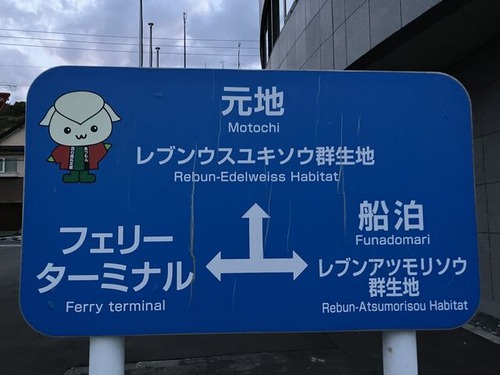 元地
Motochi
レブンウスユキソウ群生地
Rebun-Edelweiss Habitat
フェリー
ターミナル
Ferry terminal
船泊
Funadomari
レブンアツモリソウ
群生地
Rebun-Atsumorisou Habitat